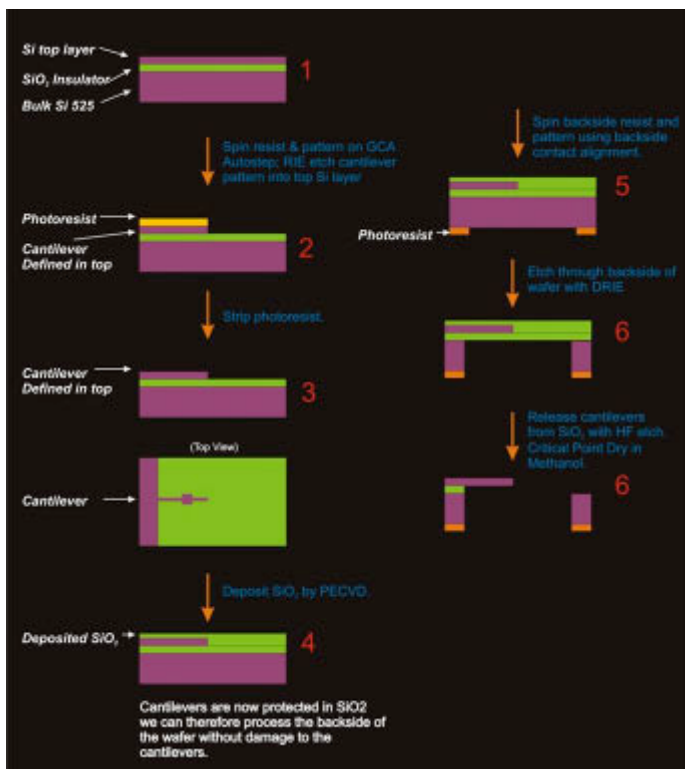 Si top layer
SiO₂ Insulator
Bulk Si 525
1
Spin resist & pattern on GCA
Autostep; RIE etch cantilever
pattern into top Si layer
Photoresist
Cantilever
Defined in top
2
Strip photoresist.
Cantilever
Defined in top
3
(Top View)
Cantilever
Deposit SiO₂ by PECVD.
Deposited SiO₂
4
Cantilevers are now protected in SiO2
we can therefore process the backside of
the wafer without damage to the
cantilevers.
Spin backside resist and
pattern using backside
contact alignment.
5
Photoresist
Etch through backside of
wafer with DRIE
6
Release cantilevers
from SiO₂ with HF etch.
Critical Point Dry in
Methanol.
6